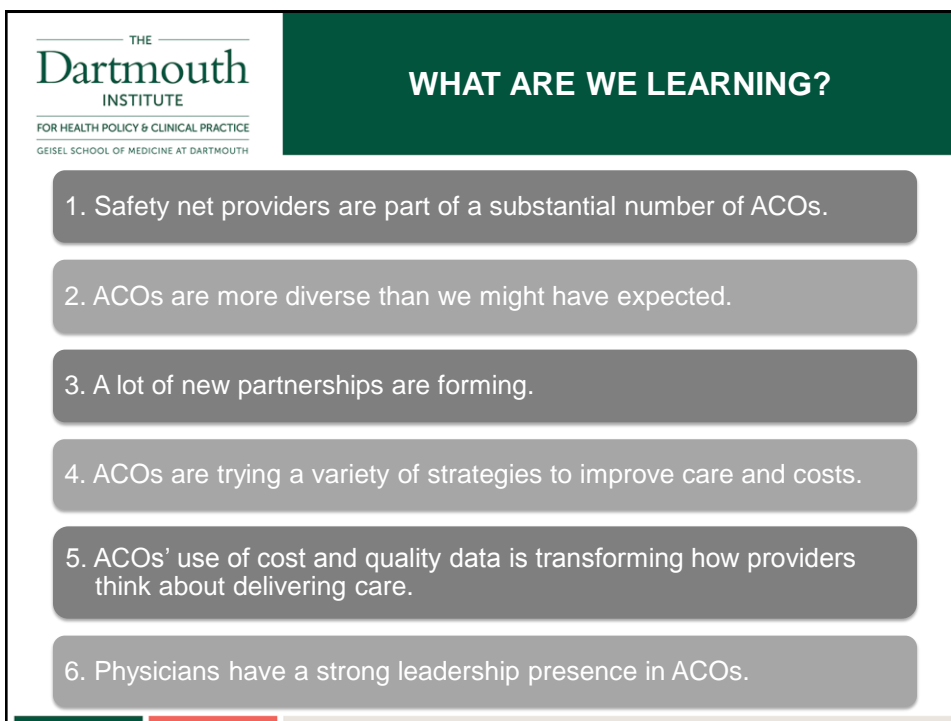 THE
Dartmouth
INSTITUTE
FOR HEALTH POLICY & CLINICAL PRACTICE
GEISEL SCHOOL OF MEDICINE AT DARTMOUTH
WHAT ARE WE LEARNING?
1. Safety net providers are part of a substantial number of ACOs.
2. ACOs are more diverse than we might have expected.
3. A lot of new partnerships are forming.
4. ACOs are trying a variety of strategies to improve care and costs.
5. ACOs’ use of cost and quality data is transforming how providers
think about delivering care.
6. Physicians have a strong leadership presence in ACOs.